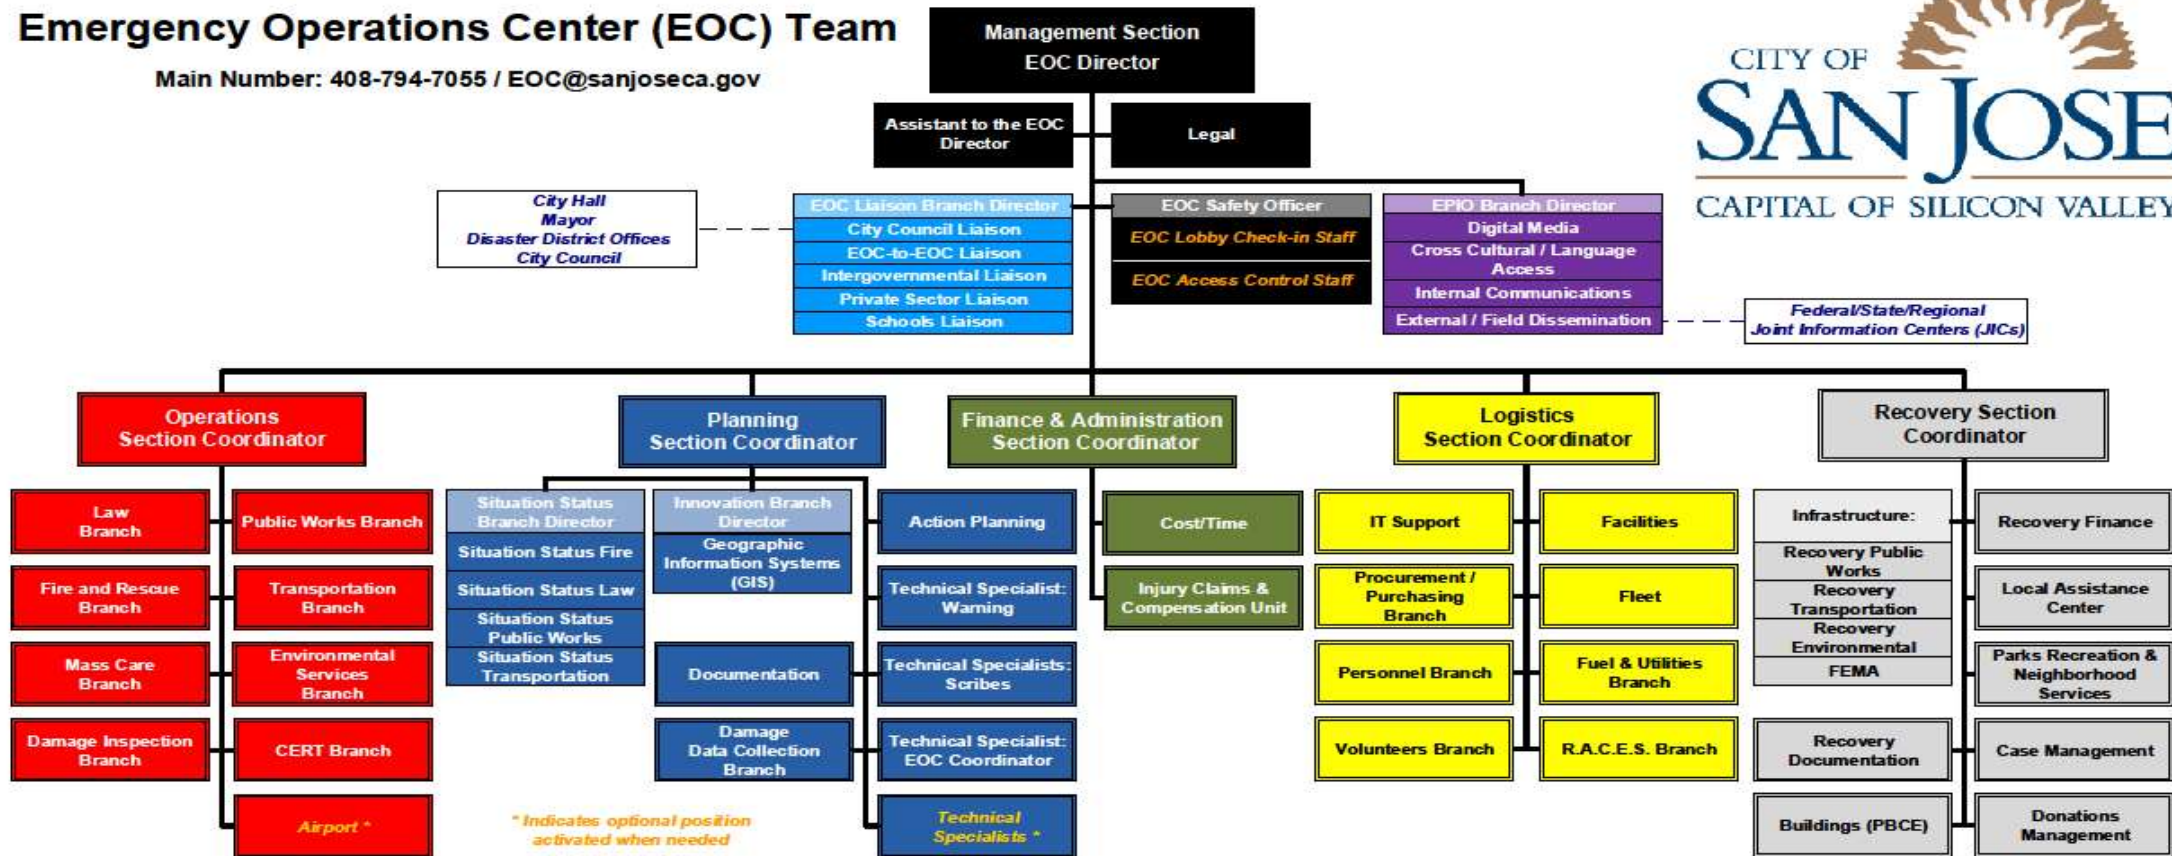 Emergency Operations Center (EOC) Team
Main Number: 408-794-7055 / EOC@sanjoseca.gov
Management Section
EOC Director
CITY OF
SAN JOSE
CAPITAL OF SILICON VALLEY
Assistant to the EOC
Director
Legal
City Hall
Mayor
Disaster District Offices
City Council
EOC Liaison Branch Director
City Council Liaison
EOC-to-EOC Liaison
Intergovernmental Liaison
Private Sector Liaison
Schools Liaison
EOC Safety Officer
EOC Lobby Check-in Staff
EOC Access Control Staff
EPIO Branch Director
Digital Media
Cross Cultural / Language
Access
Internal Communications
External / Field Dissemination
Federal/State/Regional
Joint Information Centers (JICs)
Operations
Section Coordinator
Law
Branch
Public Works Branch
Fire and Rescue
Branch
Transportation
Branch
Mass Care
Branch
Environmental
Services
Branch
Damage Inspection
Branch
CERT Branch
Airport *
Planning
Section Coordinator
Situation Status
Branch Director
Situation Status Fire
Situation Status Law
Situation Status
Public Works
Situation Status
Transportation
Innovation Branch
Director
Geographic
Information Systems
(GIS)
Documentation
Damage
Data Collection
Branch
Action Planning
Technical Specialist:
Warning
Technical Specialists:
Scribes
Technical Specialist:
EOC Coordinator
Technical
Specialists *
* Indicates optional position
activated when needed
Finance & Administration
Section Coordinator
Cost/Time
Injury Claims &
Compensation Unit
Logistics
Section Coordinator
IT Support
Facilities
Procurement /
Purchasing
Branch
Fleet
Personnel Branch
Fuel & Utilities
Branch
Volunteers Branch
R.A.C.E.S. Branch
Recovery Section
Coordinator
Infrastructure:
Recovery Public
Works
Recovery
Transportation
Recovery
Environmental
FEMA
Recovery
Documentation
Buildings (PBCE)
Recovery Finance
Local Assistance
Center
Parks Recreation &
Neighborhood
Services
Case Management
Donations
Management